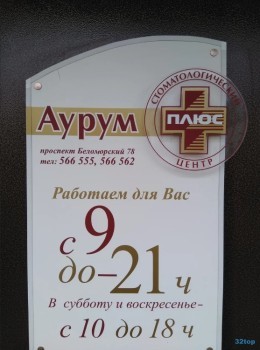 СТОМАТОЛОГИЧЕСКИЙ
ПЛЮС
ЦЕНТР
Аурум
проспект Беломорский 78
тел: 566 555, 566 562
Работаем для Вас
с 9
до-21 ч
В субботу и воскресенье-
с 10 до 18 ч
32top